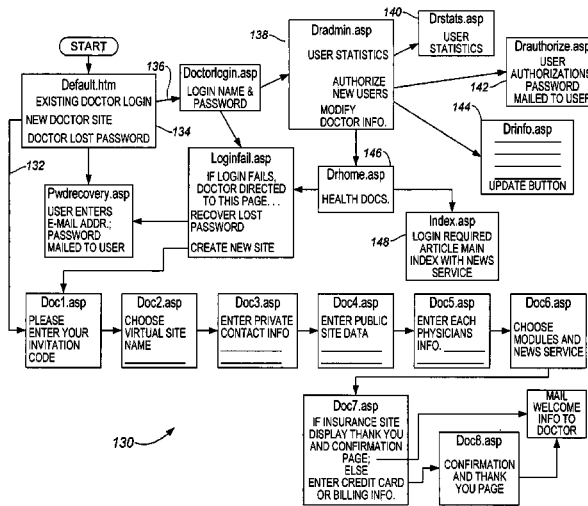 START
Default.htm
EXISTING DOCTOR LOGIN
NEW DOCTOR SITE
DOCTOR LOST PASSWORD
132
134
136
Doctorlogin.asp
LOGIN NAME &
PASSWORD
138
Dradmin.asp
USER STATISTICS
AUTHORIZE
NEW USERS
MODIFY
DOCTOR INFO.
140
Drstats.asp
USER
STATISTICS
Drauthorize.asp
USER
AUTHORIZATIONS
PASSWORD
MAILED TO USER
142
144
Drinfo.asp
UPDATE BUTTON
Pwdrecovery.asp
USER ENTERS
E-MAIL ADDR.;
PASSWORD
MAILED TO USER
Loginfail.asp
IF LOGIN FAILS,
DOCTOR DIRECTED
TO THIS PAGE...
RECOVER LOST
PASSWORD
CREATE NEW SITE
146
Drhome.asp
HEALTH DOCS.
148
Index.asp
LOGIN REQUIRED
ARTICLE MAIN
INDEX WITH NEWS
SERVICE
Doc1.asp
PLEASE
ENTER YOUR
INVITATION
CODE
Doc2.asp
CHOOSE
VIRTUAL SITE
NAME
Doc3.asp
ENTER PRIVATE
CONTACT INFO
Doc4.asp
ENTER PUBLIC
SITE DATA
Doc5.asp
ENTER EACH
PHYSICIANS
INFO.
Doc6.asp
CHOOSE
MODULES AND
NEWS SERVICE
Doc7.asp
IF INSURANCE SITE
DISPLAY THANK YOU
AND CONFIRMATION
PAGE;
ELSE
ENTER CREDIT CARD
OR BILLING INFO.
Doc8.asp
CONFIRMATION
AND THANK
YOU PAGE
MAIL
WELCOME
INFO TO
DOCTOR
130